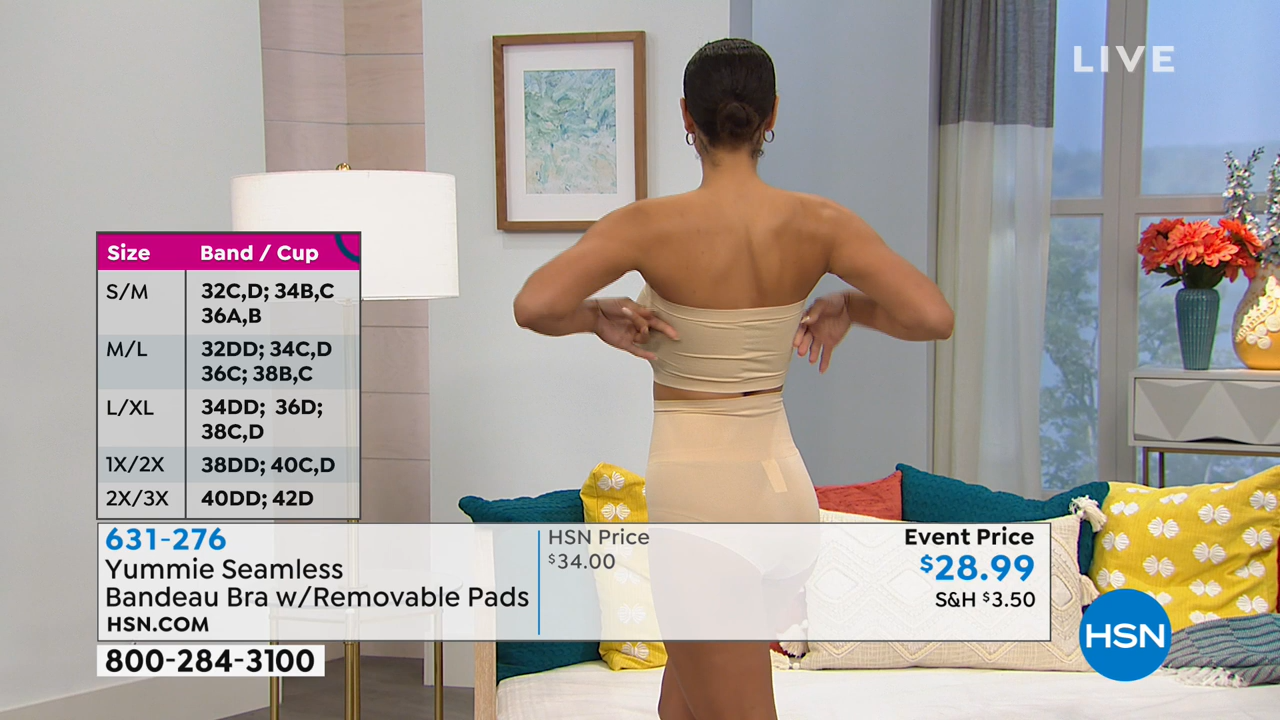 LIVE
Size Band / Cup
S/M 32C,D; 34B,C
36A,B
M/L 32DD; 34C,D
36C; 38B,C
L/XL 34DD; 36D;
38C,D
1X/2X 38DD; 40C,D
2X/3X 40DD; 42D
631-276
Yummie Seamless
Bandeau Bra w/Removable Pads
HSN.COM
HSN Price
$34.00
Event Price
$28.99
S&H $3.50
HSN
800-284-3100